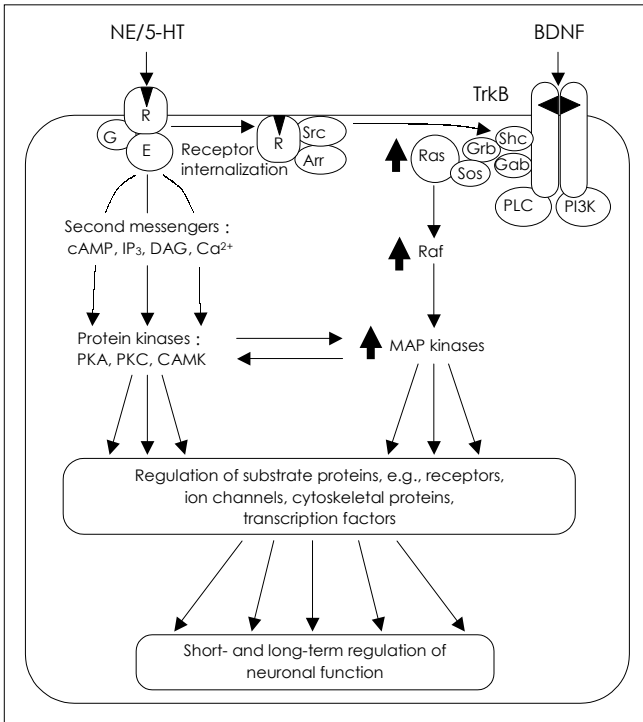 NE/5-HT
BDNF
TrkB
R
G
E
Receptor
internalization
R
Src
Arr
Ras
Grb
Sos
Shc
Gab
PLC
PI3K
Second messengers :
cAMP, IP₃, DAG, Ca²⁺
Raf
Protein kinases :
PKA, PKC, CAMK
MAP kinases
Regulation of substrate proteins, e.g., receptors,
ion channels, cytoskeletal proteins,
transcription factors
Short- and long-term regulation of
neuronal function